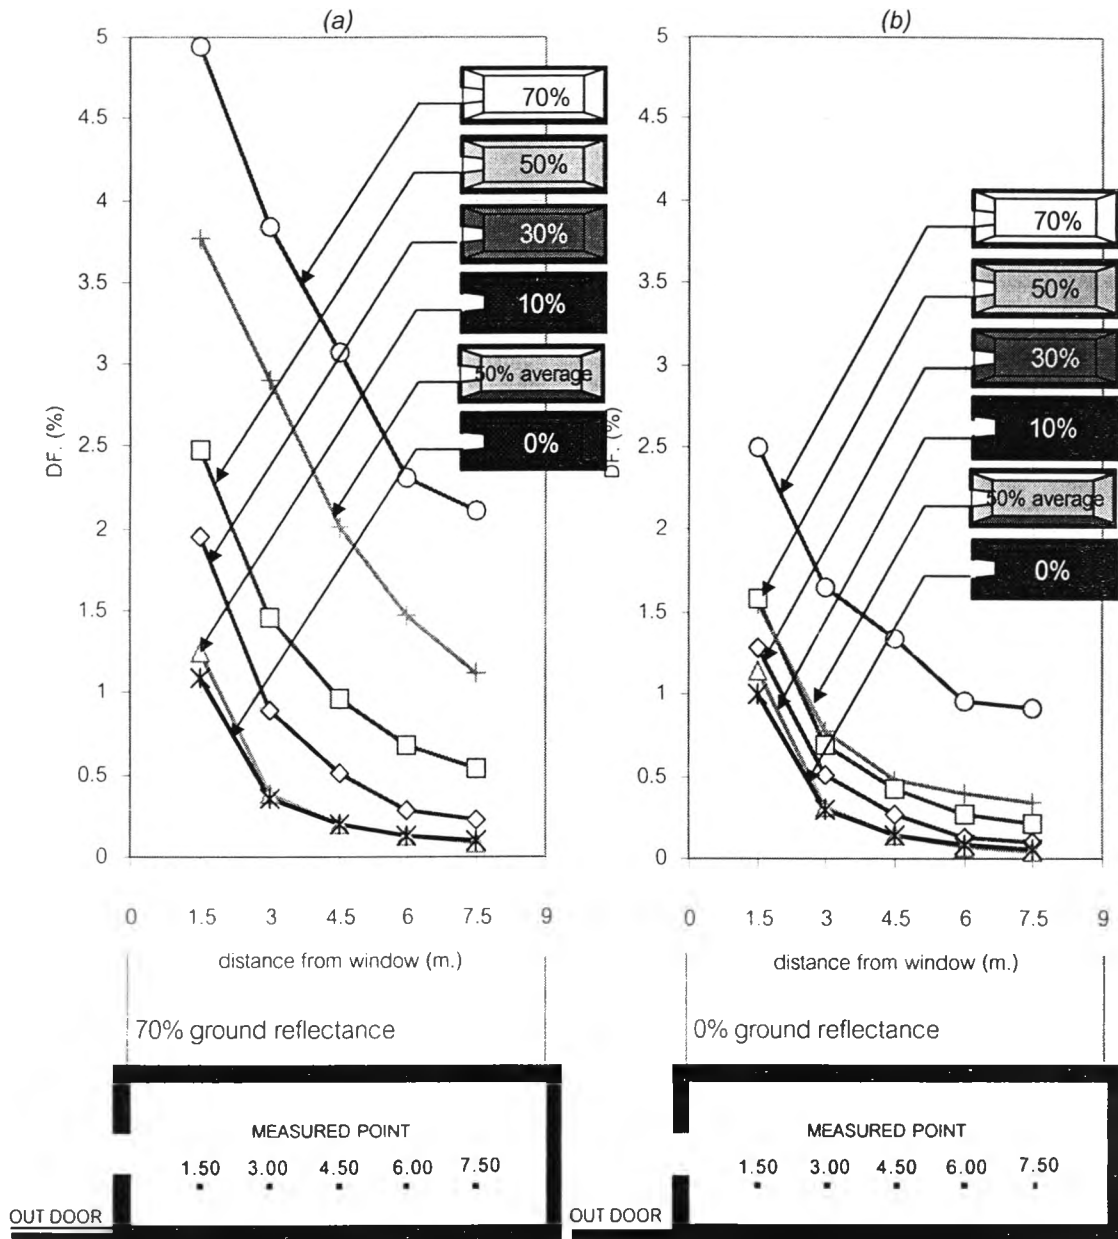 (a)
5
4.5
4
3.5
3
2.5
2
1.5
1
0.5
0
DF. (%)
70%
50%
30%
10%
50% average
0%
0 1.5 3 4.5 6 7.5 9
distance from window (m.)
70% ground reflectance
MEASURED POINT
1.50 3.00 4.50 6.00 7.50
OUT DOOR
(b)
5
4.5
4
3.5
3
2.5
2
1.5
1
0.5
0
DF. (%)
70%
50%
30%
10%
50% average
0%
0 1.5 3 4.5 6 7.5 9
distance from window (m.)
0% ground reflectance
MEASURED POINT
1.50 3.00 4.50 6.00 7.50
OUT DOOR